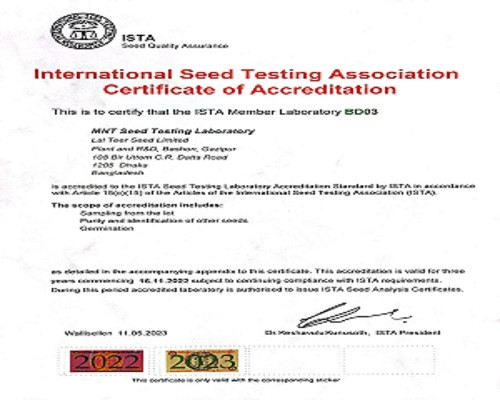 ISTA
Seed Quality Assurance
International Seed Testing Association
Certificate of Accreditation
This is to certify that the ISTA Member Laboratory BD03
MNT Seed Testing Laboratory
Lal Teer Seed Limited
Plant and R&D, Bashon, Gazipur
108 Bir Uttom C.R. Datta Road
1205 Dhaka
Bangladesh
is accredited to the ISTA Seed Testing Laboratory Accreditation Standard by ISTA in accordance
with Article of the Articles of the International Seed Testing Association (ISTA).
The scope of accreditation includes:
Sampling from the lot
Purity and identification of other seeds
Germination
as detailed in the accompanying appendix to this certificate. This accreditation is valid for three
years commencing 16.11.2022 subject to continuing compliance with ISTA requirements.
During this period accredited laboratory is authorised to issue ISTA Seed Analysis Certificates.
Wallisellen 11.05.2023
Dr. Keshavulu Kunusoth, ISTA President
2022
2023
This certificate is only valid with the corresponding sticker